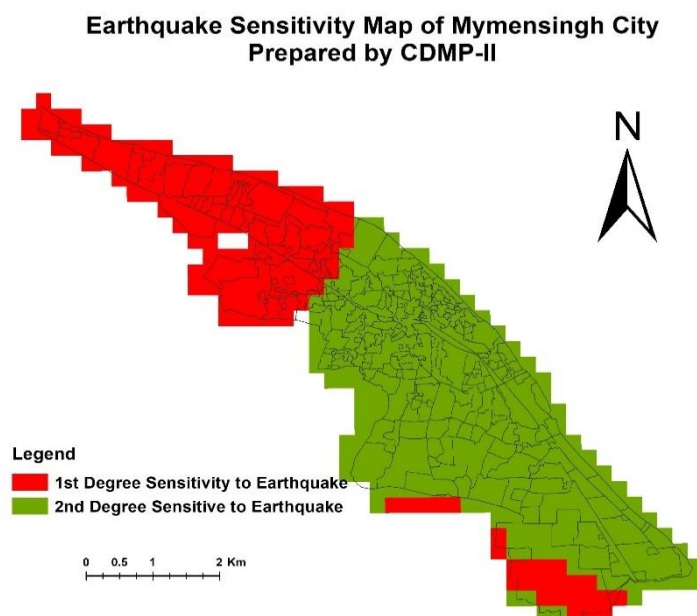 Earthquake Sensitivity Map of Mymensingh City
Prepared by CDMP-II
N
Legend
1st Degree Sensitivity to Earthquake
2nd Degree Sensitive to Earthquake
0 0.5 1 2 Km